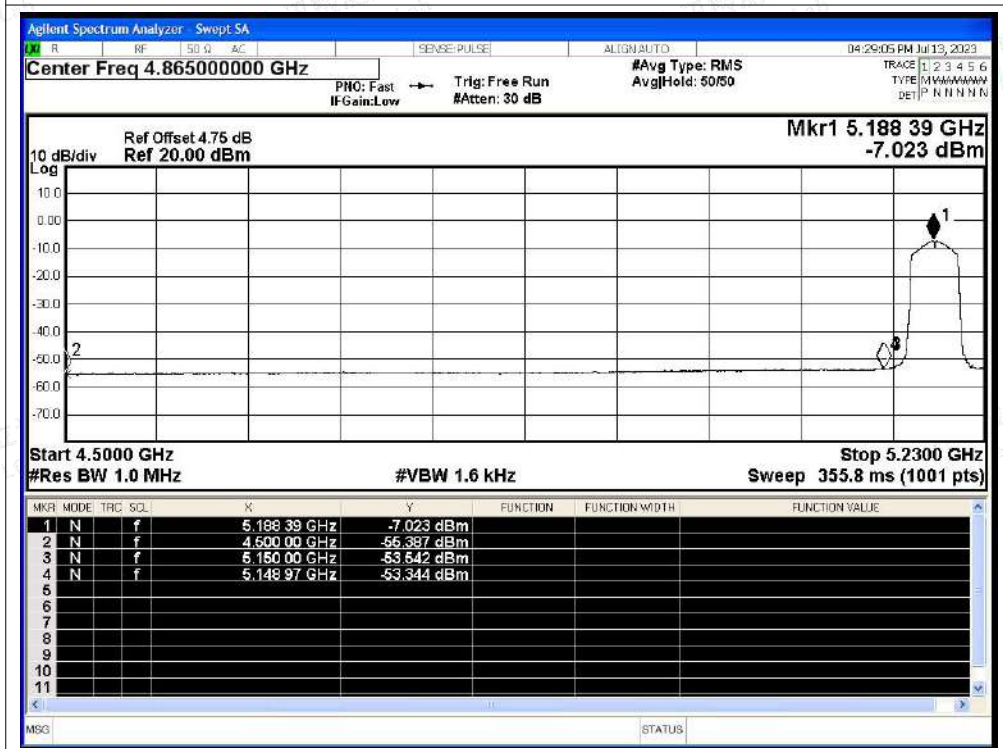 Agilent Spectrum Analyzer - Swept SA
LXI R RF 50 Ω AC SENSE:PULSE ALIGN AUTO 04:29:05 PM Jul 13, 2023
Center Freq 4.865000000 GHz #Avg Type: RMS TRACE 1 2 3 4 5 6
PNO: Fast Trig: Free Run Avg|Hold: 50/50 TYPE MWWWWW
IFGain:Low #Atten: 30 dB DET P N N N N N
Mkr1 5.188 39 GHz
-7.023 dBm
Ref Offset 4.75 dB
10 dB/div Ref 20.00 dBm
Log
10.0
0.00
-10.0
-20.0
-30.0
-40.0
-50.0
-60.0
-70.0
1
2
Start 4.5000 GHz Stop 5.2300 GHz
#Res BW 1.0 MHz #VBW 1.6 kHz Sweep 355.8 ms (1001 pts)
MKR MODE TRC SCL X Y FUNCTION FUNCTION WIDTH FUNCTION VALUE
1 N f 5.188 39 GHz -7.023 dBm
2 N f 4.500 00 GHz -55.387 dBm
3 N f 5.150 00 GHz -53.542 dBm
4 N f 5.148 97 GHz -53.344 dBm
5
6
7
8
9
10
11
MSG STATUS